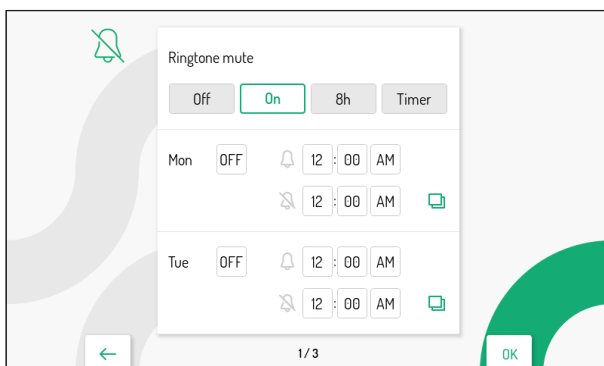 Ringtone mute
Off On 8h Timer
Mon OFF 12 : 00 AM
12 : 00 AM
Tue OFF 12 : 00 AM
12 : 00 AM
1/3 OK